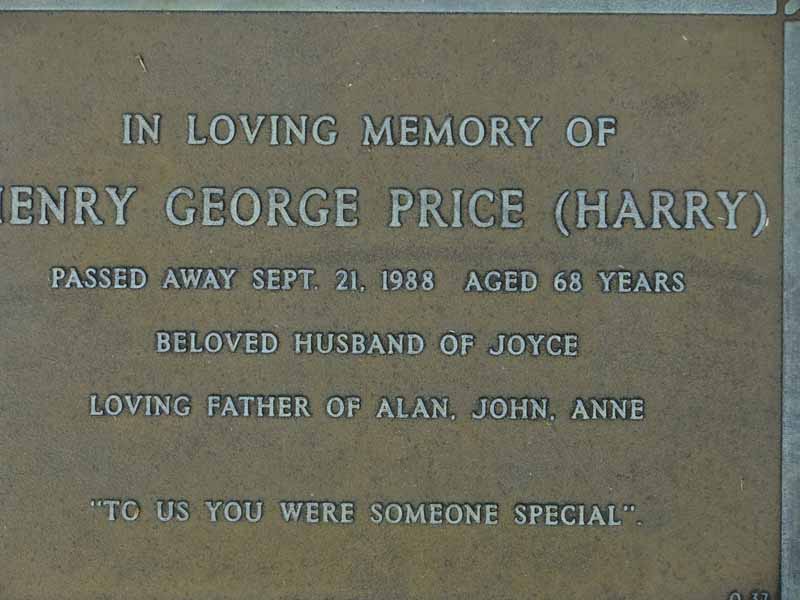 IN LOVING MEMORY OF
HENRY GEORGE PRICE (HARRY)
PASSED AWAY SEPT. 21, 1988 AGED 68 YEARS
BELOVED HUSBAND OF JOYCE
LOVING FATHER OF ALAN, JOHN, ANNE
"TO US YOU WERE SOMEONE SPECIAL".